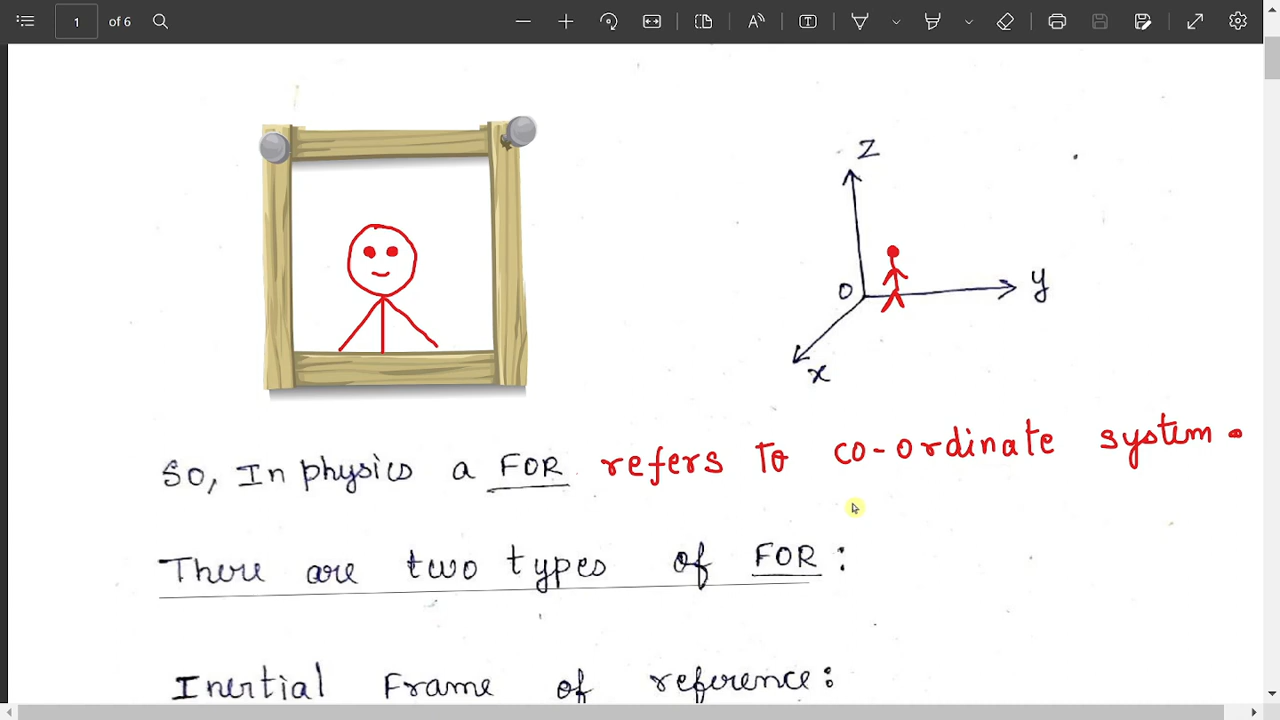 1 of 6
Z
O
y
x
So, In physics a FOR refers to co-ordinate system.
There are two types of FOR:
Inertial Frame of reference: